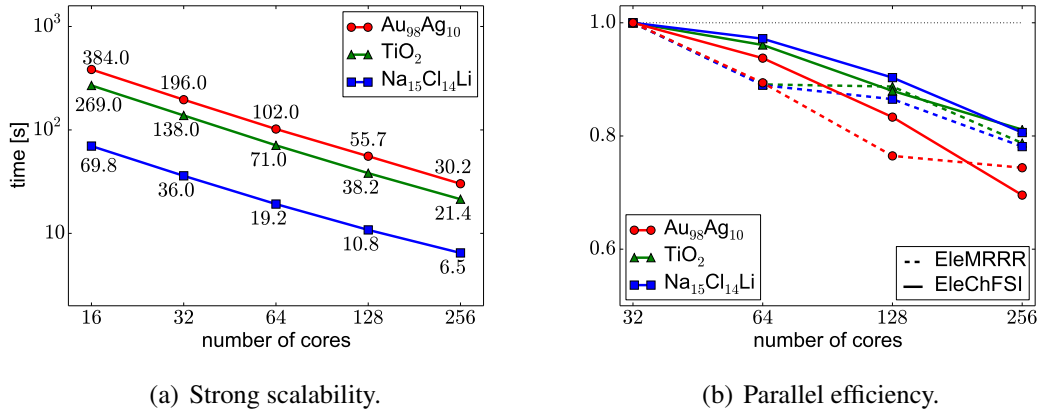 10³
10²
10
time [s]
384.0
196.0
102.0
55.7
30.2
269.0
138.0
71.0
38.2
21.4
69.8
36.0
19.2
10.8
6.5
Au₉₈Ag₁₀
TiO₂
Na₁₅Cl₁₄Li
16 32 64 128 256
number of cores
(a) Strong scalability.
1.0
0.8
0.6
Au₉₈Ag₁₀
TiO₂
Na₁₅Cl₁₄Li
EleMRRR
EleChFSI
32 64 128 256
number of cores
(b) Parallel efficiency.